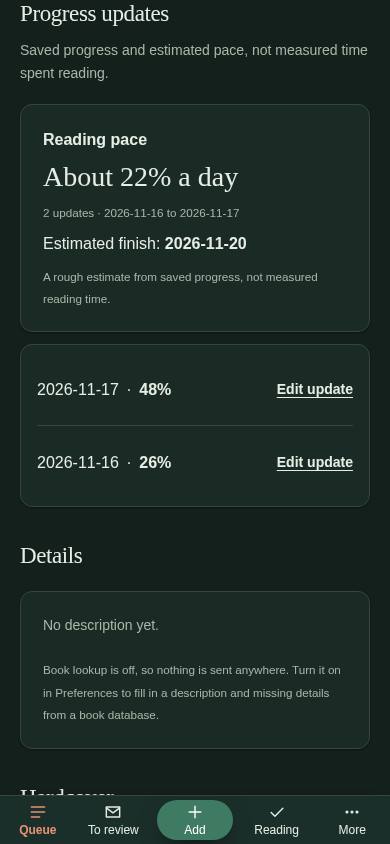 Progress updates
Saved progress and estimated pace, not measured time
spent reading.
Reading pace
About 22% a day
2 updates · 2026-11-16 to 2026-11-17
Estimated finish: 2026-11-20
A rough estimate from saved progress, not measured
reading time.
2026-11-17 · 48% Edit update
2026-11-16 · 26% Edit update
Details
No description yet.
Book lookup is off, so nothing is sent anywhere. Turn it on
in Preferences to fill in a description and missing details
from a book database.
Hardcover
Queue To review Add Reading More